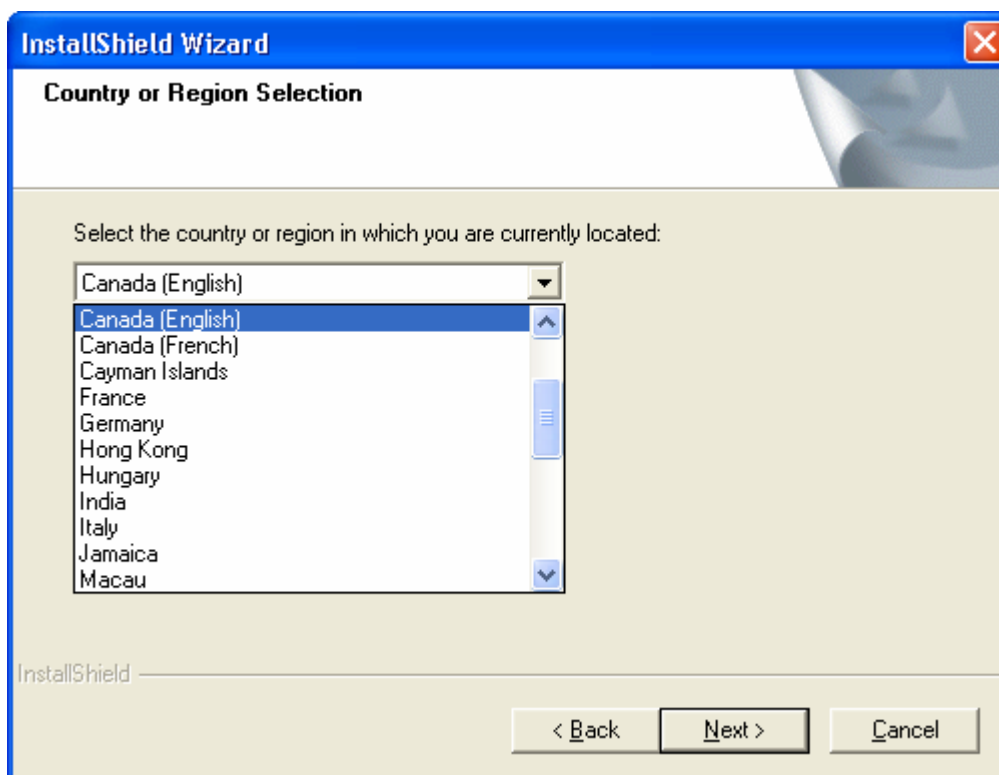 InstallShield Wizard
Country or Region Selection
Select the country or region in which you are currently located:
Canada (English)
Canada (English)
Canada (French)
Cayman Islands
France
Germany
Hong Kong
Hungary
India
Italy
Jamaica
Macau
InstallShield
< Back
Next >
Cancel